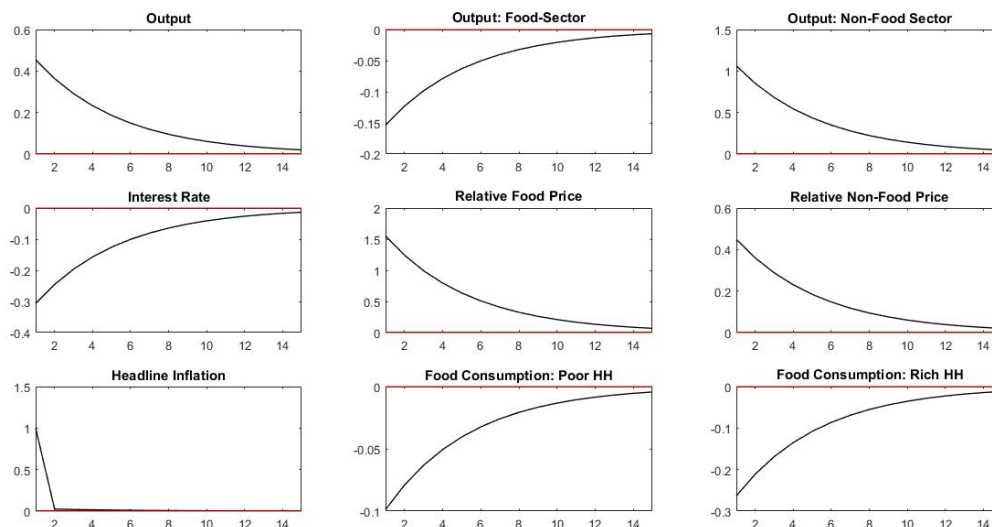 Output
0.6
0.4
0.2
0
2 4 6 8 10 12 14
Output: Food-Sector
0
-0.05
-0.1
-0.15
-0.2
2 4 6 8 10 12 14
Output: Non-Food Sector
1.5
1
0.5
0
2 4 6 8 10 12 14
Interest Rate
0
-0.1
-0.2
-0.3
-0.4
2 4 6 8 10 12 14
Relative Food Price
2
1.5
1
0.5
0
2 4 6 8 10 12 14
Relative Non-Food Price
0.6
0.4
0.2
0
2 4 6 8 10 12 14
Headline Inflation
1.5
1
0.5
0
2 4 6 8 10 12 14
Food Consumption: Poor HH
0
-0.05
-0.1
2 4 6 8 10 12 14
Food Consumption: Rich HH
0
-0.1
-0.2
-0.3
2 4 6 8 10 12 14